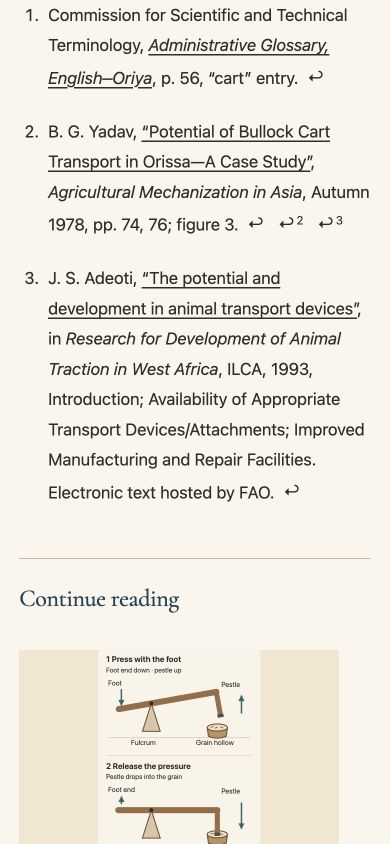 1. Commission for Scientific and Technical
Terminology, Administrative Glossary,
English–Oriya, p. 56, “cart” entry. ↩
2. B. G. Yadav, “Potential of Bullock Cart
Transport in Orissa—A Case Study”,
Agricultural Mechanization in Asia, Autumn
1978, pp. 74, 76; figure 3. ↩ ↩2 ↩3
3. J. S. Adeoti, “The potential and
development in animal transport devices”,
in Research for Development of Animal
Traction in West Africa, ILCA, 1993,
Introduction; Availability of Appropriate
Transport Devices/Attachments; Improved
Manufacturing and Repair Facilities.
Electronic text hosted by FAO. ↩
Continue reading
1 Press with the foot
Foot end down · pestle up
Foot
Pestle
Fulcrum
Grain hollow
2 Release the pressure
Pestle drops into the grain
Foot end
Pestle